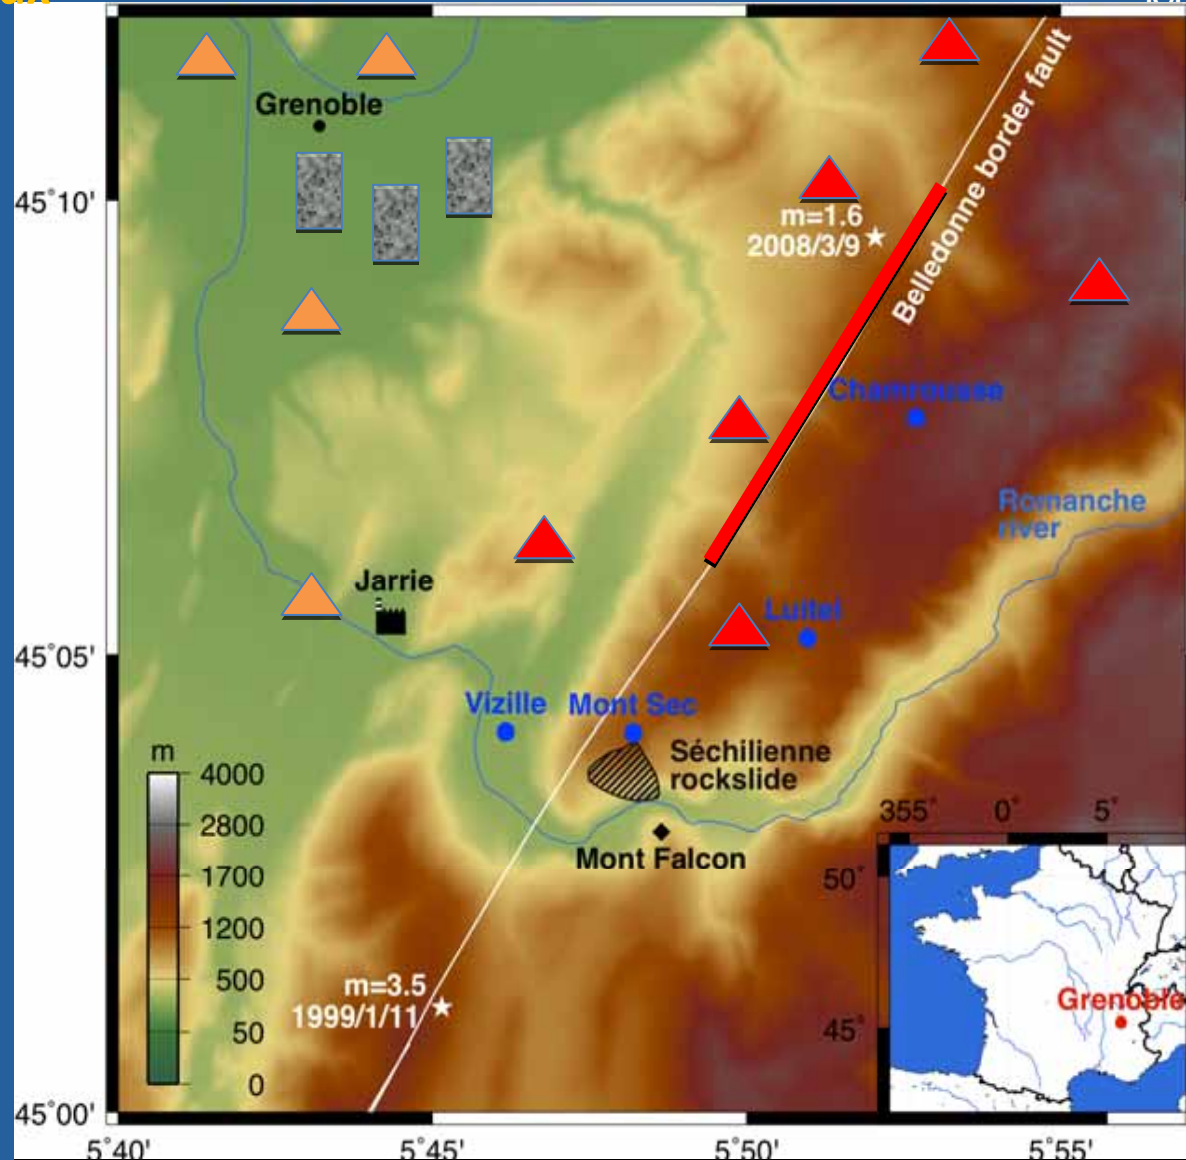 Grenoble
45°10'
m=1.6
2008/3/9
Belledonne border fault
Chamrousse
Romanche
river
Jarrie
Luitel
45°05'
Vizille
Mont Sec
Séchilienne
rockslide
Mont Falcon
m
4000
2800
1700
1200
500
50
0
m=3.5
1999/1/11
355°
0°
5°
50°
45°
Grenoble
45°00'
5°40'
5°45'
5°50'
5°55'